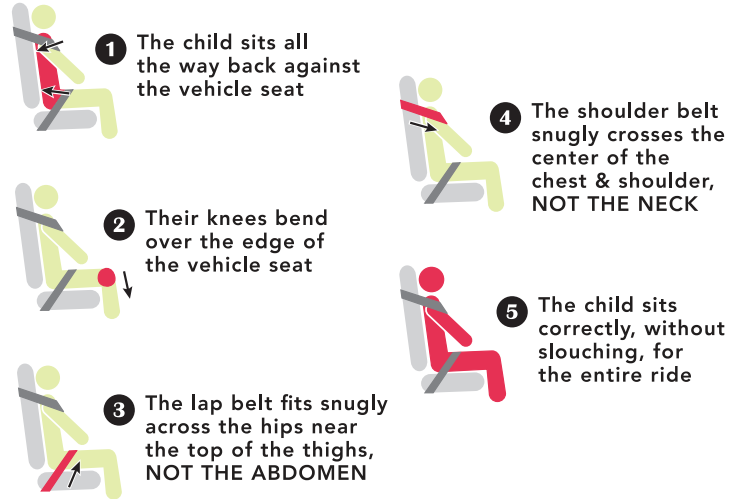 1 The child sits all
the way back against
the vehicle seat
2 Their knees bend
over the edge of
the vehicle seat
3 The lap belt fits snugly
across the hips near
the top of the thighs,
NOT THE ABDOMEN
4 The shoulder belt
snugly crosses the
center of the
chest & shoulder,
NOT THE NECK
5 The child sits
correctly, without
slouching, for
the entire ride